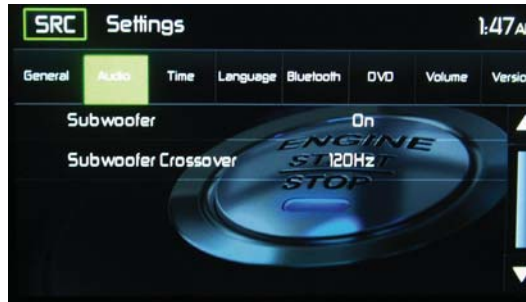 SRC Settings 1:47A
General Audio Time Language Bluetooth DVD Volume Versio
Subwoofer On
Subwoofer Crossover 120Hz
ENGINE
START
STOP